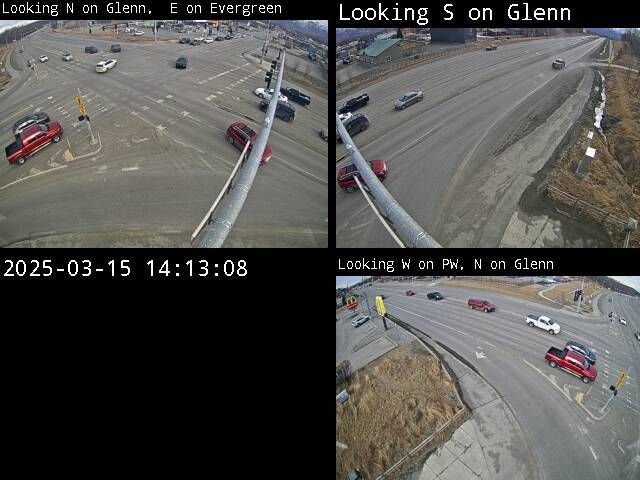 Looking N on Glenn,  E on Evergreen
Looking S on Glenn
2025-03-15 14:13:08
Looking W on PW, N on Glenn